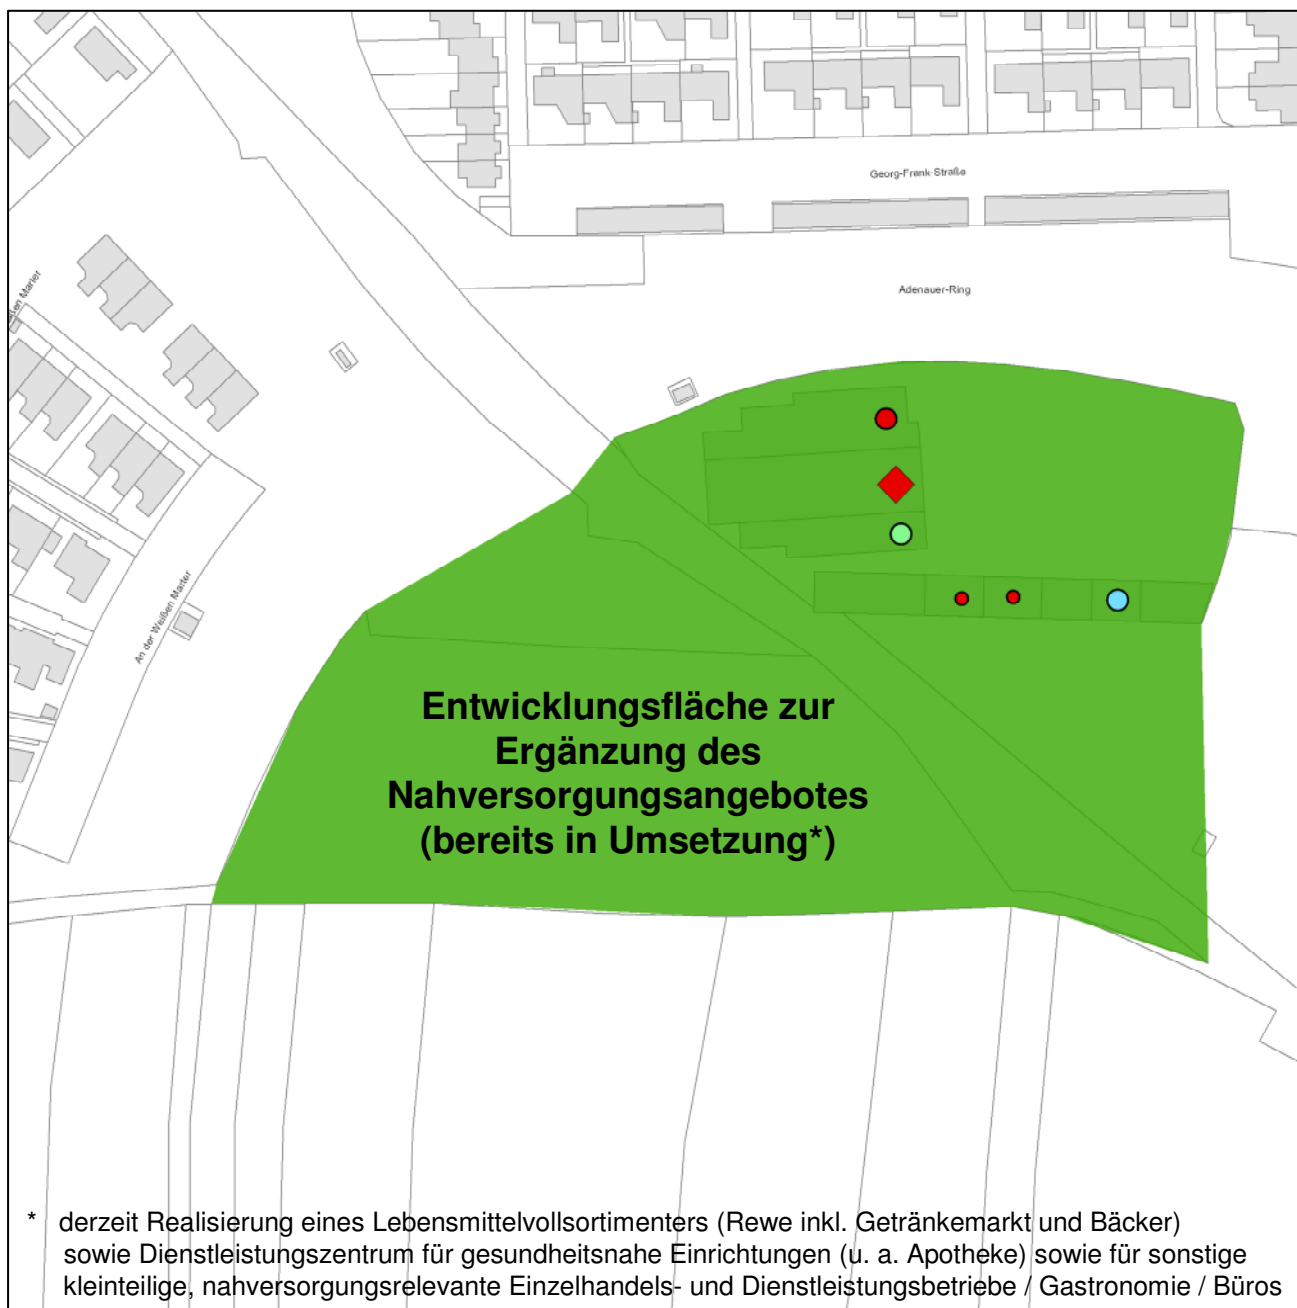 Georg-Frank-Straße
Adenauer-Ring
ßen Marter
An der Weißen Marter
Entwicklungsfläche zur
Ergänzung des
Nahversorgungsangebotes
(bereits in Umsetzung*)
* derzeit Realisierung eines Lebensmittelvollsortimenters (Rewe inkl. Getränkemarkt und Bäcker)
sowie Dienstleistungszentrum für gesundheitsnahe Einrichtungen (u. a. Apotheke) sowie für sonstige
kleinteilige, nahversorgungsrelevante Einzelhandels- und Dienstleistungsbetriebe / Gastronomie / Büros